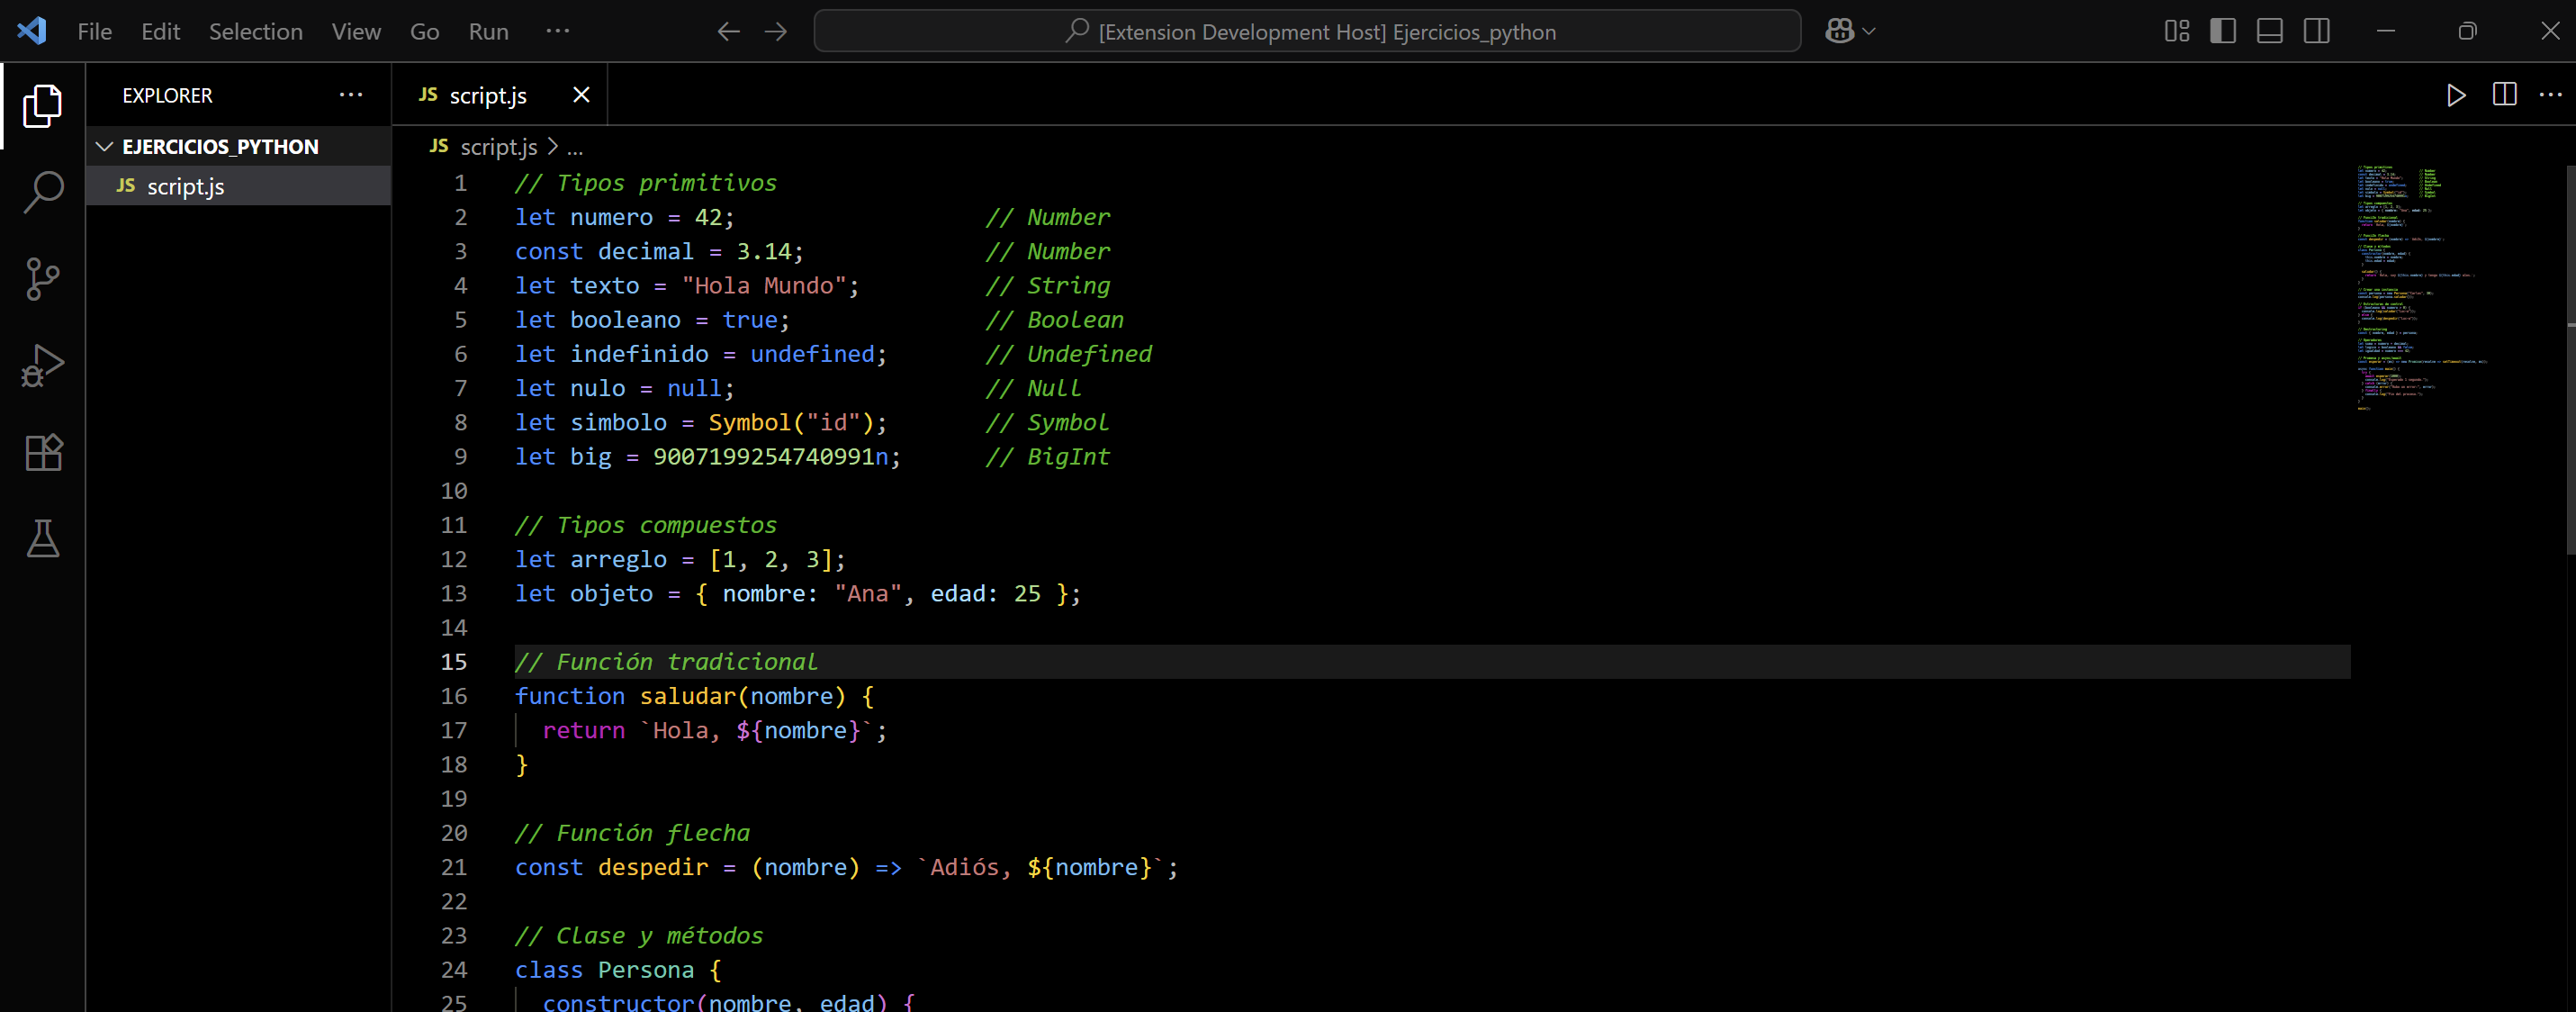 File Edit Selection View Go Run ···
[Extension Development Host] Ejercicios_python
EXPLORER ···
EJERCICIOS_PYTHON
JS script.js
JS script.js
JS script.js > ...
1 // Tipos primitivos
2 let numero = 42; // Number
3 const decimal = 3.14; // Number
4 let texto = "Hola Mundo"; // String
5 let booleano = true; // Boolean
6 let indefinido = undefined; // Undefined
7 let nulo = null; // Null
8 let simbolo = Symbol("id"); // Symbol
9 let big = 9007199254740991n; // BigInt
10
11 // Tipos compuestos
12 let arreglo = [1, 2, 3];
13 let objeto = { nombre: "Ana", edad: 25 };
14
15 // Función tradicional
16 function saludar(nombre) {
17 return `Hola, ${nombre}`;
18 }
19
20 // Función flecha
21 const despedir = (nombre) => `Adiós, ${nombre}`;
22
23 // Clase y métodos
24 class Persona {
25 constructor(nombre, edad) {